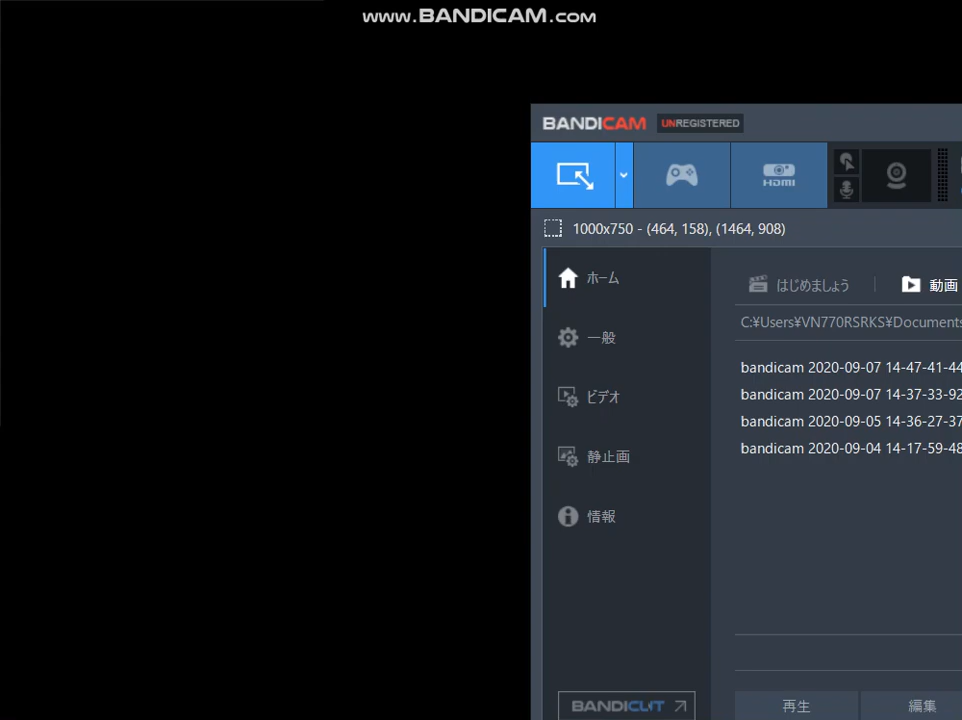 www.BANDICAM.com
BANDICAM UNREGISTERED
HDMI
1000x750 - (464, 158), (1464, 908)
ホーム
一般
ビデオ
静止画
情報
BANDICUT
はじめましょう 動画
C:¥Users¥VN770RSRKS¥Documents
bandicam 2020-09-07 14-47-41-44
bandicam 2020-09-07 14-37-33-92
bandicam 2020-09-05 14-36-27-37
bandicam 2020-09-04 14-17-59-48
再生 編集